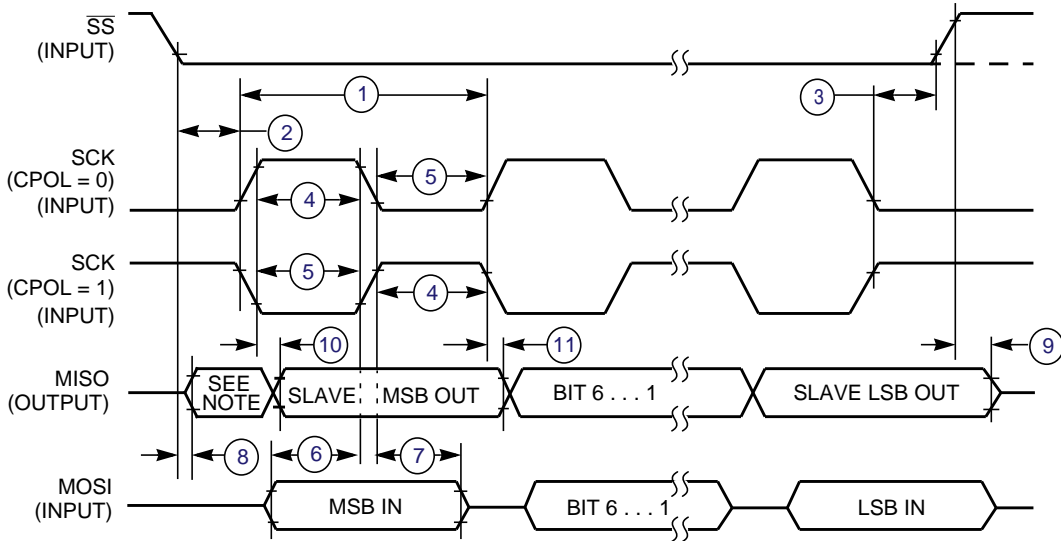 SS
(INPUT)
1
3
2
SCK
(CPOL = 0)
(INPUT)
5
4
SCK
(CPOL = 1)
(INPUT)
5
4
10
11
9
MISO
(OUTPUT)
SEE
NOTE
SLAVE
MSB OUT
BIT 6 . . . 1
SLAVE LSB OUT
8
6
7
MOSI
(INPUT)
MSB IN
BIT 6 . . . 1
LSB IN